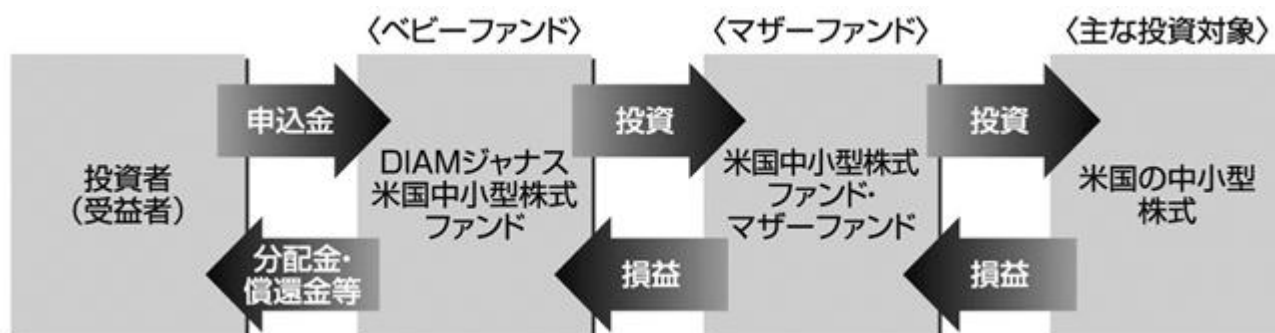 〈ベビーファンド〉
〈マザーファンド〉
〈主な投資対象〉
申込金
投資
投資
投資者
（受益者）
DIAMジャナス
米国中小型株式
ファンド
米国中小型株式
ファンド・
マザーファンド
米国の中小型
株式
分配金・
償還金等
損益
損益